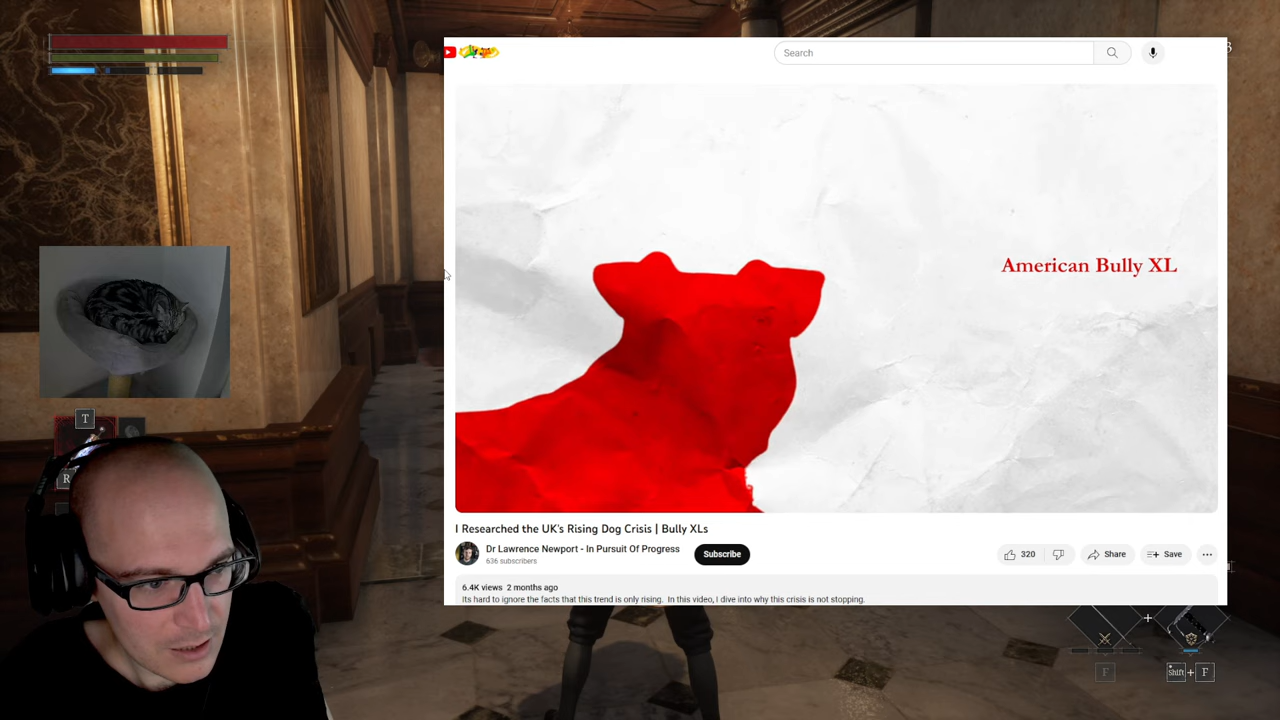 Search
American Bully XL
T
R
I Researched the UK's Rising Dog Crisis | Bully XLs
Dr Lawrence Newport - In Pursuit Of Progress
636 subscribers
Subscribe
320
Share
Save
6.4K views 2 months ago
Its hard to ignore the facts that this trend is only rising. In this video, I dive into why this crisis is not stopping.
F
Shift + F